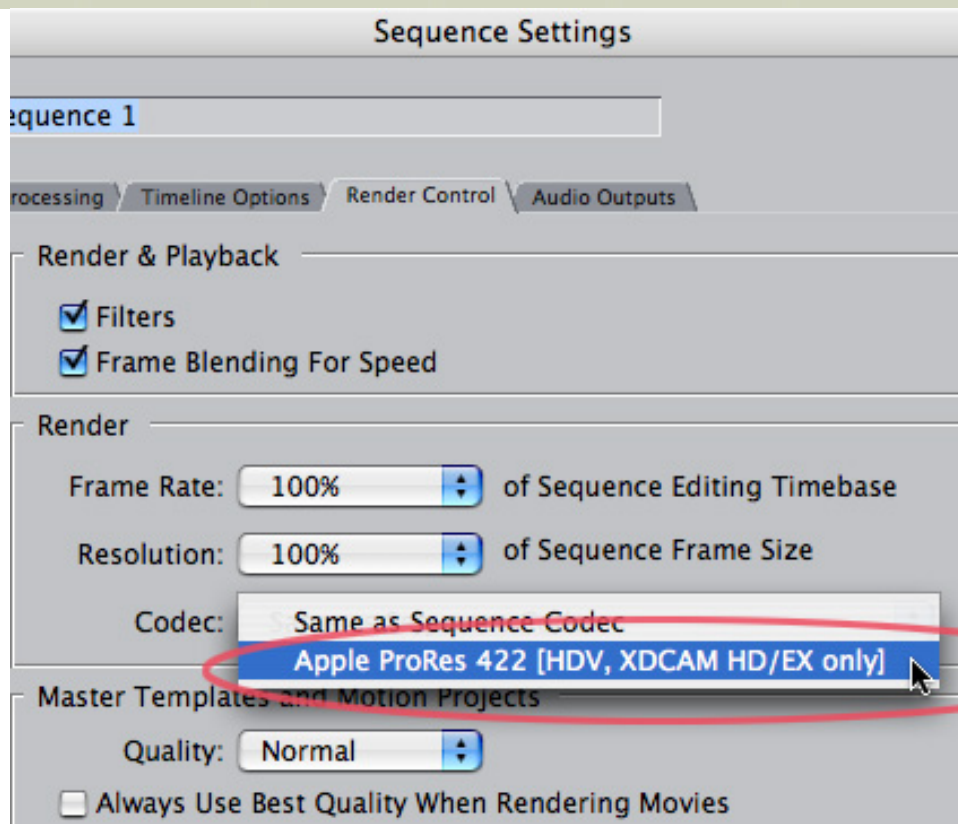 Sequence Settings
equence 1
rocessing Timeline Options Render Control Audio Outputs
Render & Playback
Filters
Frame Blending For Speed
Render
Frame Rate: 100% of Sequence Editing Timebase
Resolution: 100% of Sequence Frame Size
Codec: Same as Sequence Codec
Apple ProRes 422 [HDV, XDCAM HD/EX only]
Master Templates and Motion Projects
Quality: Normal
Always Use Best Quality When Rendering Movies